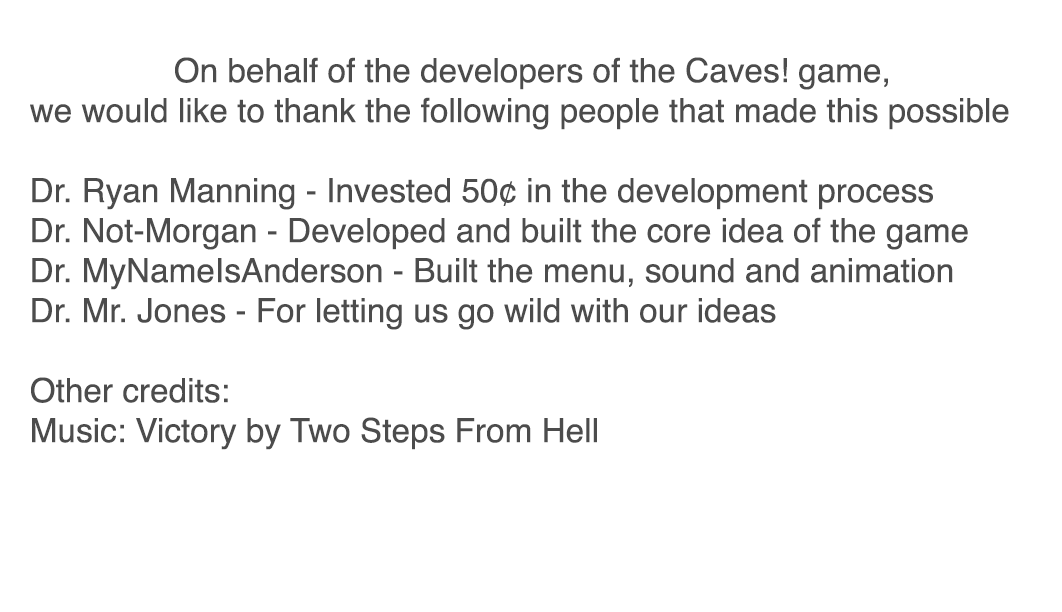 On behalf of the developers of the Caves! game,
we would like to thank the following people that made this possible
Dr. Ryan Manning - Invested 50¢ in the development process
Dr. Not-Morgan - Developed and built the core idea of the game
Dr. MyNameIsAnderson - Built the menu, sound and animation
Dr. Mr. Jones - For letting us go wild with our ideas
Other credits:
Music: Victory by Two Steps From Hell